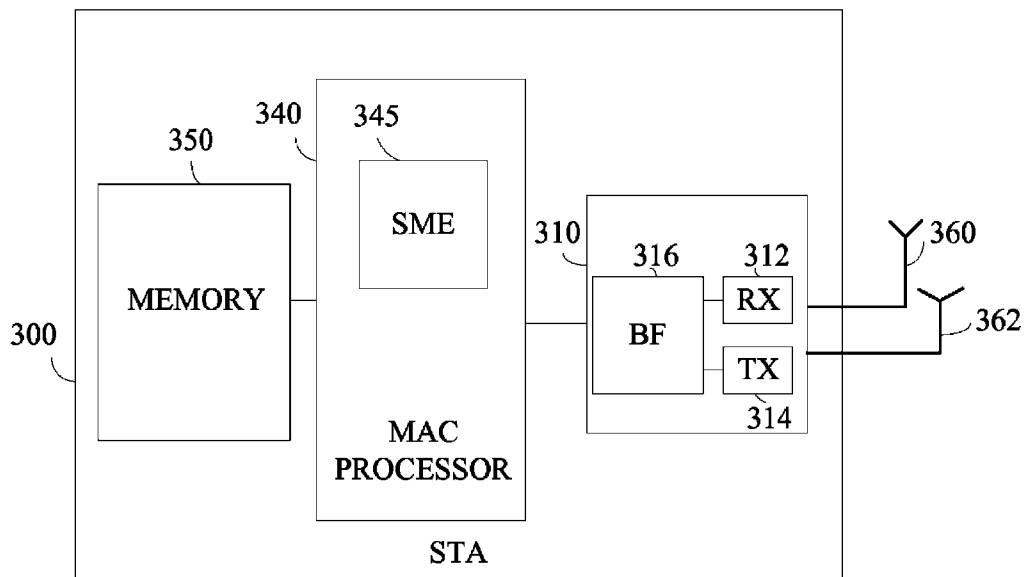 340
345
350
SME
310
316
312
360
MEMORY
RX
300
BF
362
TX
314
MAC
PROCESSOR
STA